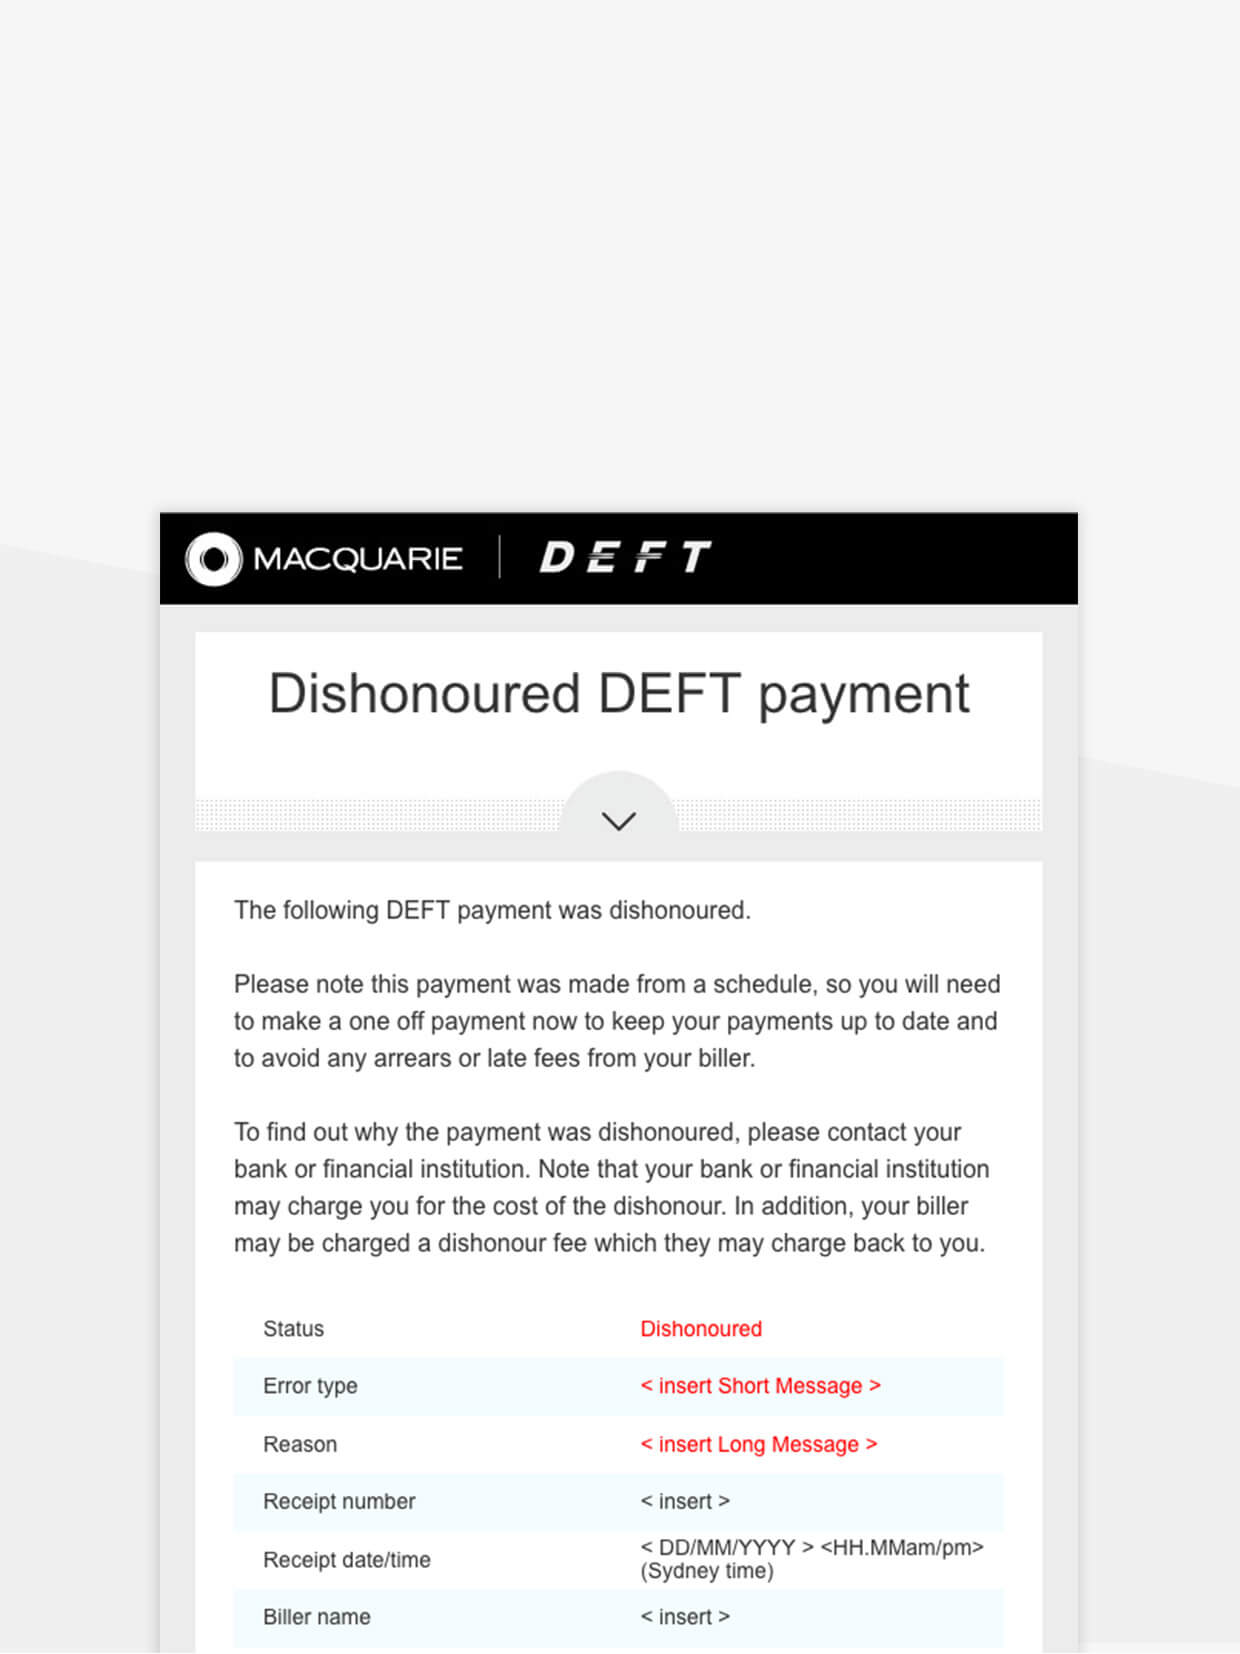 MACQUARIE | DEFT
Dishonoured DEFT payment
The following DEFT payment was dishonoured.
Please note this payment was made from a schedule, so you will need
to make a one off payment now to keep your payments up to date and
to avoid any arrears or late fees from your biller.
To find out why the payment was dishonoured, please contact your
bank or financial institution. Note that your bank or financial institution
may charge you for the cost of the dishonour. In addition, your biller
may be charged a dishonour fee which they may charge back to you.
Status Dishonoured
Error type < insert Short Message >
Reason < insert Long Message >
Receipt number < insert >
Receipt date/time < DD/MM/YYYY > <HH.MMam/pm>
(Sydney time)
Biller name < insert >